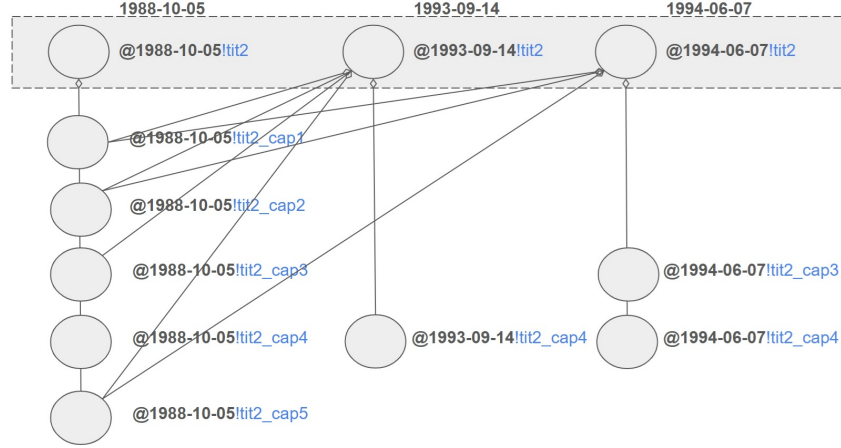 1988-10-05 1993-09-14 1994-06-07
@1988-10-05!tit2 @1993-09-14!tit2 @1994-06-07!tit2
@1988-10-05!tit2_cap1
@1988-10-05!tit2_cap2
@1988-10-05!tit2_cap3 @1994-06-07!tit2_cap3
@1988-10-05!tit2_cap4 @1993-09-14!tit2_cap4 @1994-06-07!tit2_cap4
@1988-10-05!tit2_cap5